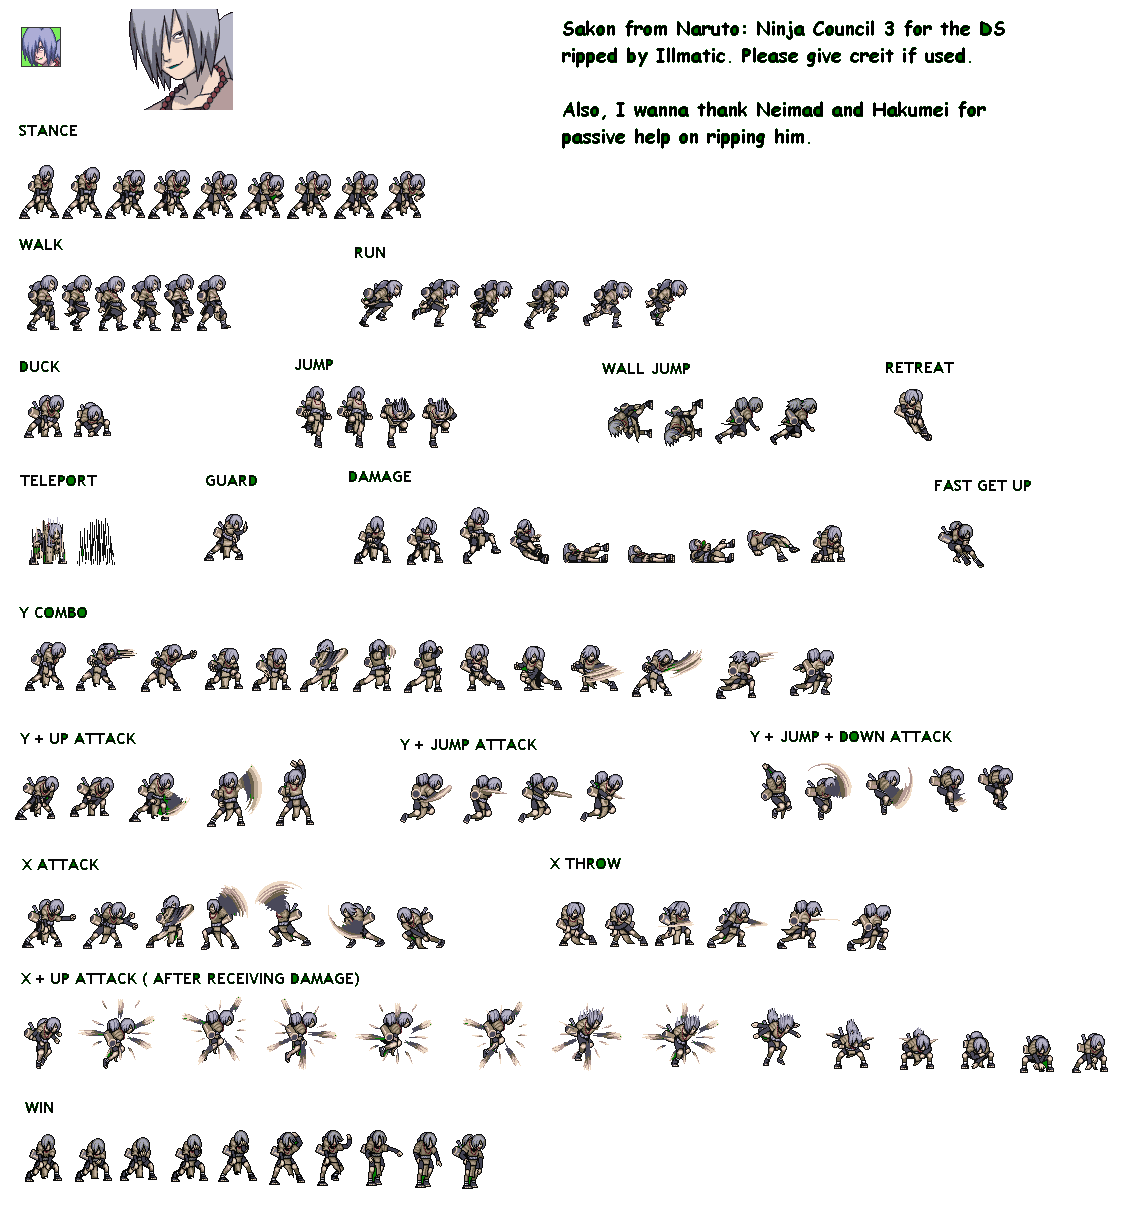 Sakon from Naruto: Ninja Council 3 for the DS
ripped by Illmatic. Please give creit if used.
Also, I wanna thank Neimad and Hakumei for
passive help on ripping him.
STANCE
WALK
RUN
DUCK
JUMP
WALL JUMP
RETREAT
TELEPORT
GUARD
DAMAGE
FAST GET UP
Y COMBO
Y + UP ATTACK
Y + JUMP ATTACK
Y + JUMP + DOWN ATTACK
X ATTACK
X THROW
X + UP ATTACK ( AFTER RECEIVING DAMAGE)
WIN